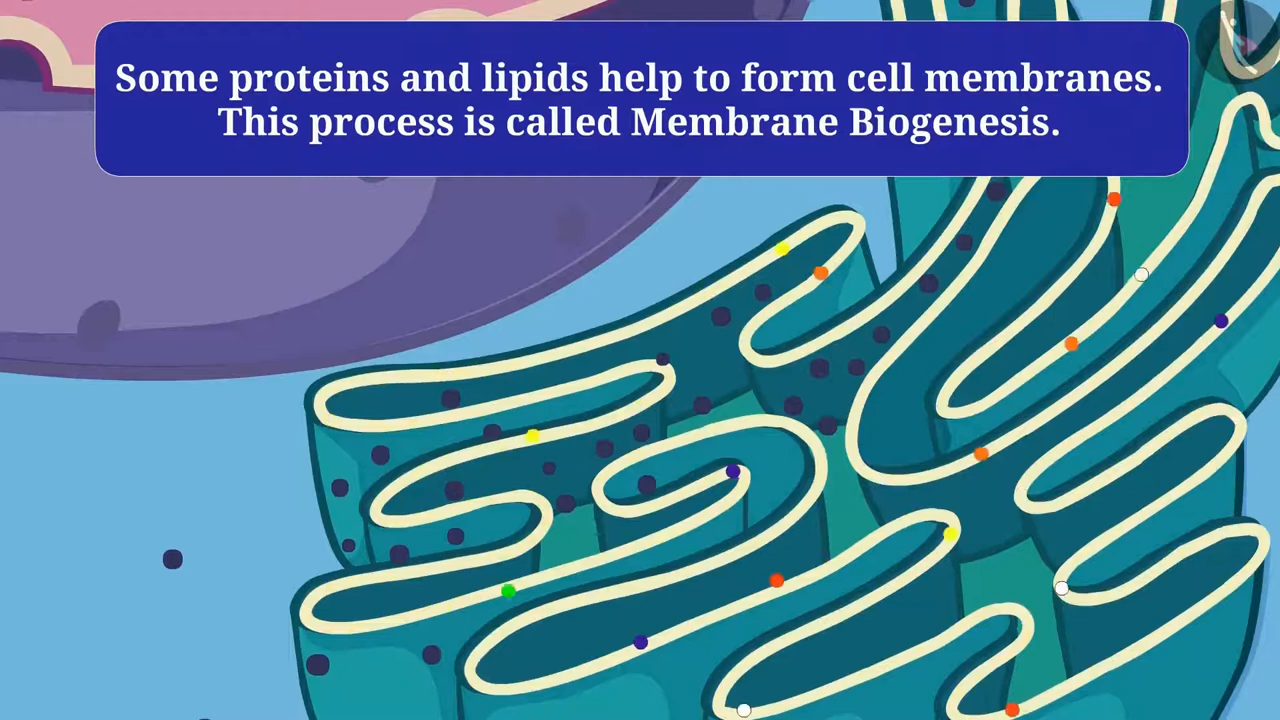 Some proteins and lipids help to form cell membranes.
This process is called Membrane Biogenesis.